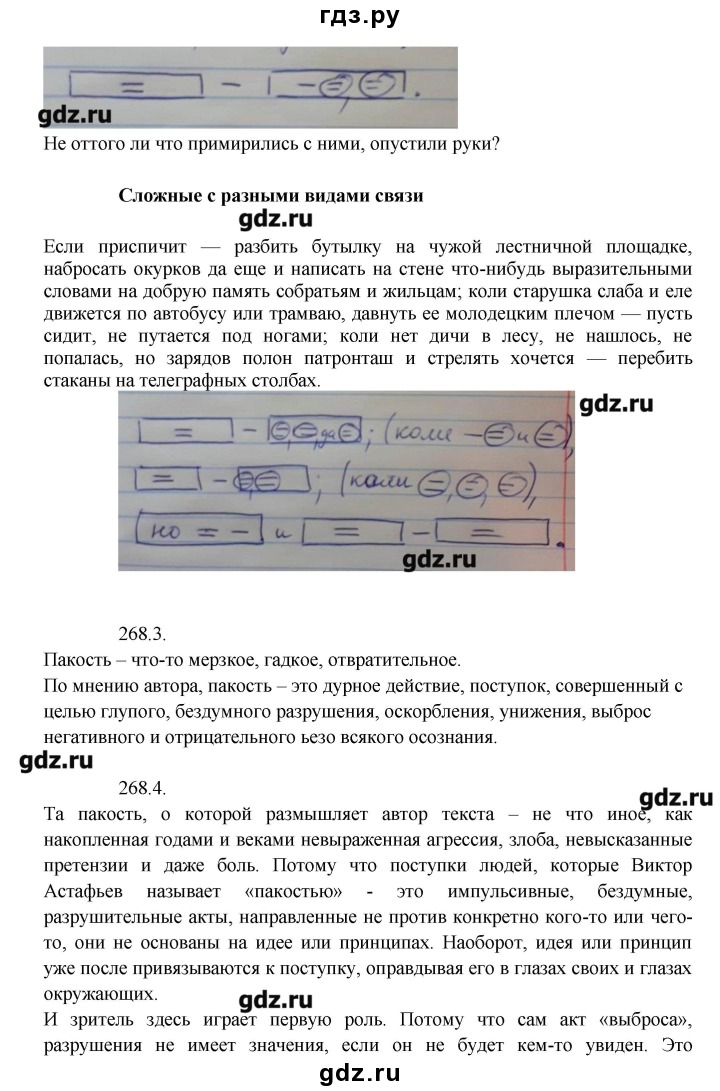 гдз.ру
= – – =, = .
gdz.ru
Не оттого ли что примирились с ними, опустили руки?
Сложные с разными видами связи
gdz.ru
Если приспичит — разбить бутылку на чужой лестничной площадке,
набросать окурков да еще и написать на стене что-нибудь выразительными
словами на добрую память собратьям и жильцам; коли старушка слаба и еле
движется по автобусу или трамваю, давнуть ее молодецким плечом — пусть
сидит, не путается под ногами; коли нет дичи в лесу, не нашлось, не
попалась, но зарядов полон патронташ и стрелять хочется — перебить
стаканы на телеграфных столбах.
gdz.ru
= – =, =, да = ; (коли – = и =),
= – =, = ; (коли =, =, =),
но = – и = – = .
gdz.ru
268.3.
Пакость – что-то мерзкое, гадкое, отвратительное.
По мнению автора, пакость – это дурное действие, поступок, совершенный с
целью глупого, бездумного разрушения, оскорбления, унижения, выброс
негативного и отрицательного ьезо всякого осознания.
gdz.ru
268.4.
gdz.ru
Та пакость, о которой размышляет автор текста – не что иное, как
накопленная годами и веками невыраженная агрессия, злоба, невысказанные
претензии и даже боль. Потому что поступки людей, которые Виктор
Астафьев называет «пакостью» - это импульсивные, бездумные,
разрушительные акты, направленные не против конкретно кого-то или чего-
то, они не основаны на идее или принципах. Наоборот, идея или принцип
уже после привязываются к поступку, оправдывая его в глазах своих и глазах
окружающих.
gdz.ru
И зритель здесь играет первую роль. Потому что сам акт «выброса»,
разрушения не имеет значения, если он не будет кем-то увиден. Это
gdz.ru